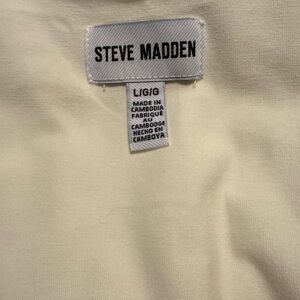 STEVE MADDEN
L/G/G
MADE IN
CAMBODIA
FABRIQUÉ
AU
CAMBODGE
HECHO EN
CAMBOYA